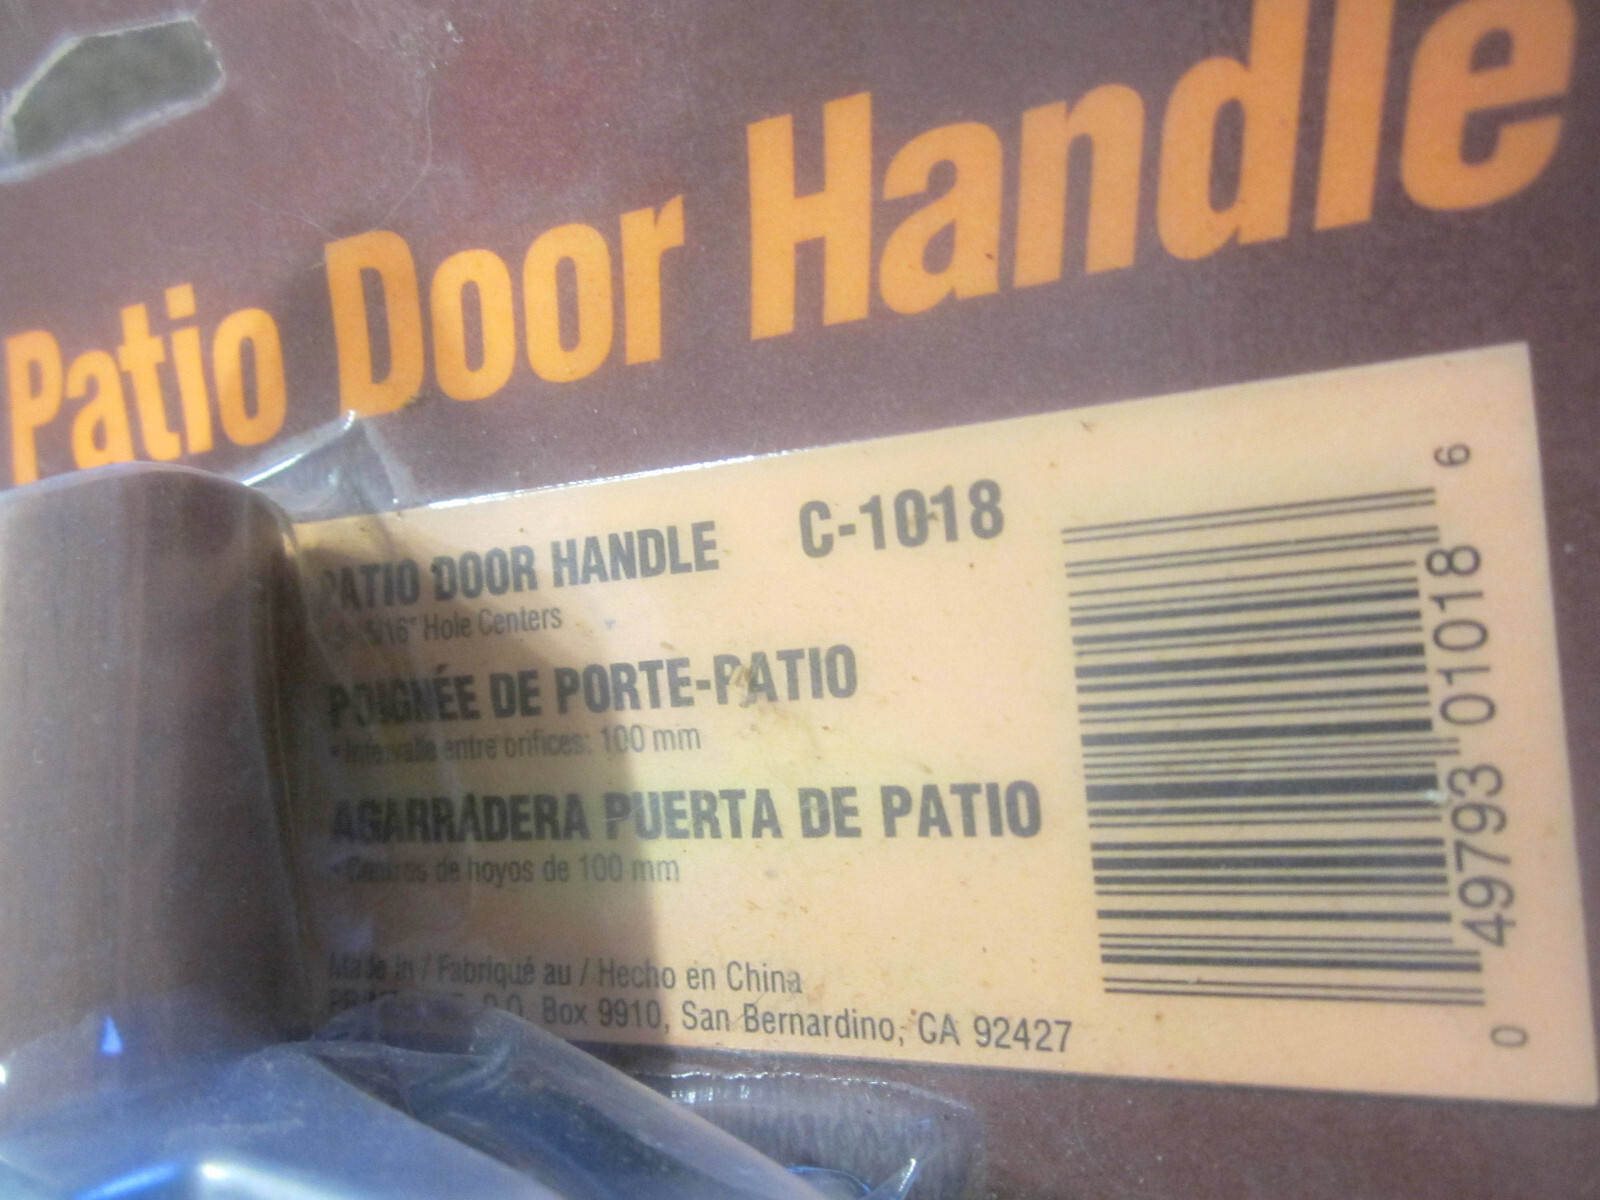 Patio Door Handle
PATIO DOOR HANDLE C-1018
Hole Centers
POIGNÉE DE PORTE-PATIO
• Intervalle entre orifices: 100 mm
AGARRADERA PUERTA DE PATIO
• Centros de hoyos de 100 mm
Made in / Fabriqué au / Hecho en China
P.O. Box 9910, San Bernardino, CA 92427
0 49793 01018 6